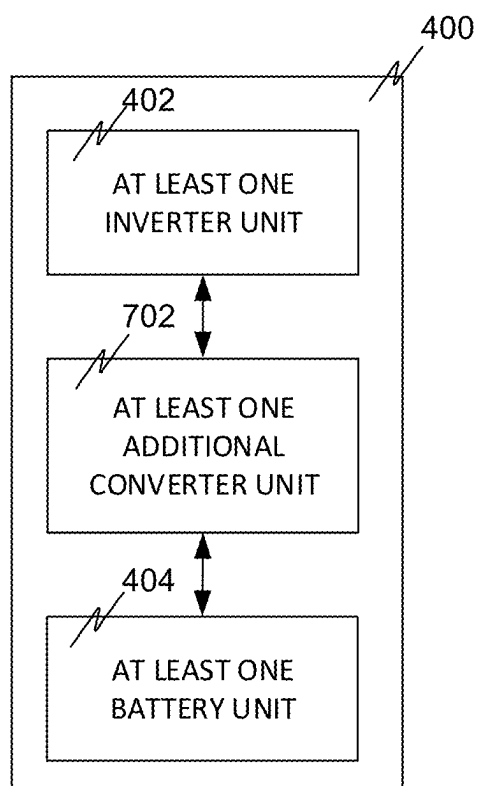 400
402
AT LEAST ONE
INVERTER UNIT
702
AT LEAST ONE
ADDITIONAL
CONVERTER UNIT
404
AT LEAST ONE
BATTERY UNIT